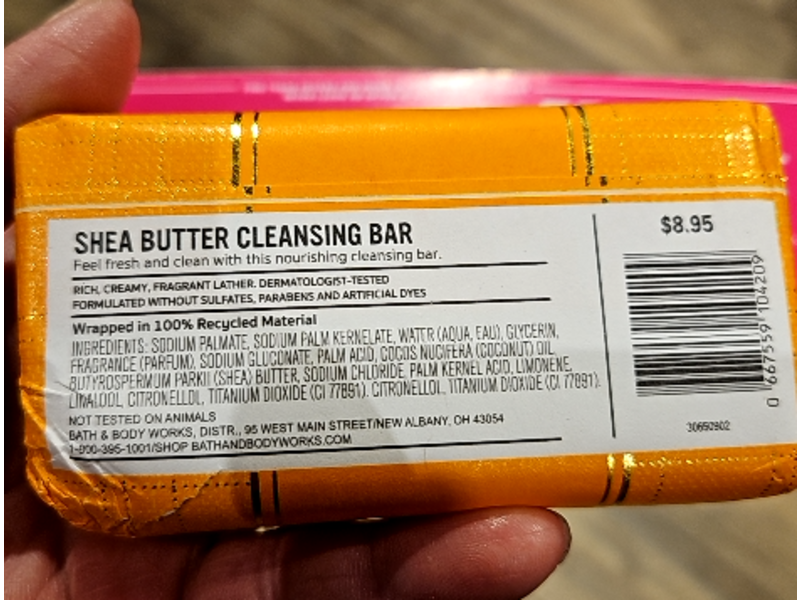 SHEA BUTTER CLEANSING BAR
Feel fresh and clean with this nourishing cleansing bar.
RICH, CREAMY, FRAGRANT LATHER. DERMATOLOGIST-TESTED
FORMULATED WITHOUT SULFATES, PARABENS AND ARTIFICIAL DYES
Wrapped in 100% Recycled Material
INGREDIENTS: SODIUM PALMATE, SODIUM PALM KERNELATE, WATER (AQUA, EAU), GLYCERIN,
FRAGRANCE (PARFUM), SODIUM GLUCONATE, PALM ACID, COCOS NUCIFERA (COCONUT) OIL,
BUTYROSPERMUM PARKII (SHEA) BUTTER, SODIUM CHLORIDE, PALM KERNEL ACID, LIMONENE,
LINALOOL, CITRONELLOL, TITANIUM DIOXIDE (CI 77891). CITRONELLOL, TITANIUM DIOXIDE (CI 77891).
NOT TESTED ON ANIMALS
BATH & BODY WORKS, DISTR., 95 WEST MAIN STREET/NEW ALBANY, OH 43054
1-800-395-1001/SHOP BATHANDBODYWORKS.COM
$8.95
0 667559 104209
30650902